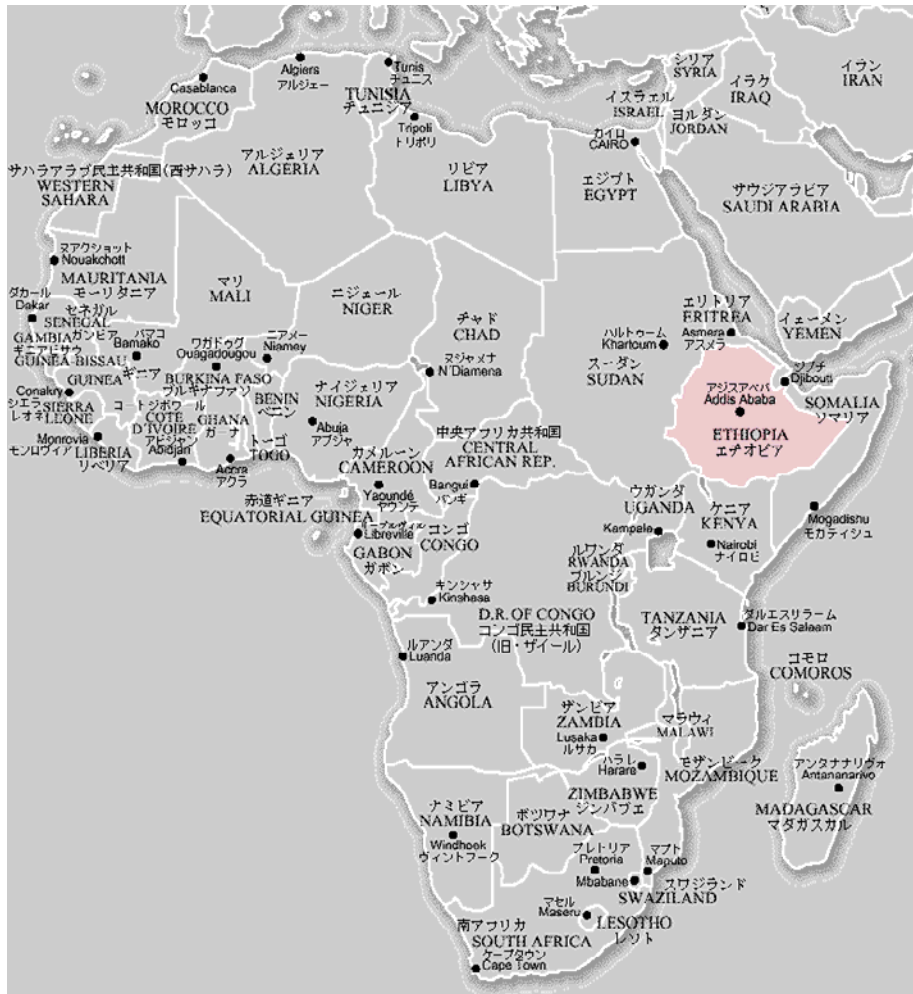 Casablanca
MOROCCO
モロッコ
Algiers
アルジェー
Tunis
チュニス
TUNISIA
チュニジア
Tripoli
トリポリ
シリア
SYRIA
イラク
IRAQ
イラン
IRAN
イスラエル
ISRAEL
ヨルダン
JORDAN
カイロ
CAIRO
サハラアラブ民主共和国(西サハラ)
WESTERN
SAHARA
アルジェリア
ALGERIA
リビア
LIBYA
エジプト
EGYPT
サウジアラビア
SAUDI ARABIA
ヌアクショット
Nouakchott
MAURITANIA
モーリタニア
マリ
MALI
ニジェール
NIGER
チャド
CHAD
ハルトゥーム
Khartoum
スーダン
SUDAN
エリトリア
ERITREA
Asmera
アスメラ
イェーメン
YEMEN
ダカール
Dakar
セネガル
SENEGAL
GAMBIA
ガンビア
ギニアビサウ
GUINEA-BISSAU
バマコ
Bamako
ワガドゥグ
Ouagadougou
ニアメー
Niamey
ヌジャメナ
N'Djamena
GUINEA
ギニア
BURKINA FASO
ブルギナファソ
BENIN
ベニン
ナイジェリア
NIGERIA
Abuja
アブジャ
Conakry
シエラ
レオネ
SIERRA
LEONE
コートジボワール
COTE
D'IVOIRE
GHANA
ガーナ
トーゴ
TOGO
アビジャン
Abidjan
Accra
アクラ
Monrovia
モンロヴィア
LIBERIA
リベリア
ジブチ
Djibouti
アジスアベバ
Addis Ababa
ETHIOPIA
エチオピア
SOMALIA
ソマリア
カメルーン
CAMEROON
Yaoundé
ヤウンデ
中央アフリカ共和国
CENTRAL
AFRICAN REP.
Bangui
バンギ
赤道ギニア
EQUATORIAL GUINEA
リーブルヴィル
Libreville
GABON
ガボン
コンゴ
CONGO
ウガンダ
UGANDA
Kampala
ケニア
KENYA
Nairobi
ナイロビ
Mogadishu
モカティシュ
ルワンダ
RWANDA
ブルンジ
BURUNDI
キンシャサ
Kinshasa
D.R. OF CONGO
コンゴ民主共和国
(旧・ザイール)
TANZANIA
タンザニア
ダルエスサラーム
Dar Es Salaam
ルアンダ
Luanda
アンゴラ
ANGOLA
コモロ
COMOROS
ザンビア
ZAMBIA
Lusaka
ルサカ
マラウィ
MALAWI
ハラレ
Harare
モザンビーク
MOZAMBIQUE
アンタナナリヴォ
Antananarivo
MADAGASCAR
マダガスカル
ZIMBABWE
ジンバブェ
ナミビア
NAMIBIA
Windhoek
ヴィントフーク
ボツワナ
BOTSWANA
プレトリア
Pretoria
マプト
Maputo
Mbabane
スワジランド
SWAZILAND
マセル
Maseru
LESOTHO
レソト
南アフリカ
SOUTH AFRICA
ケープタウン
Cape Town